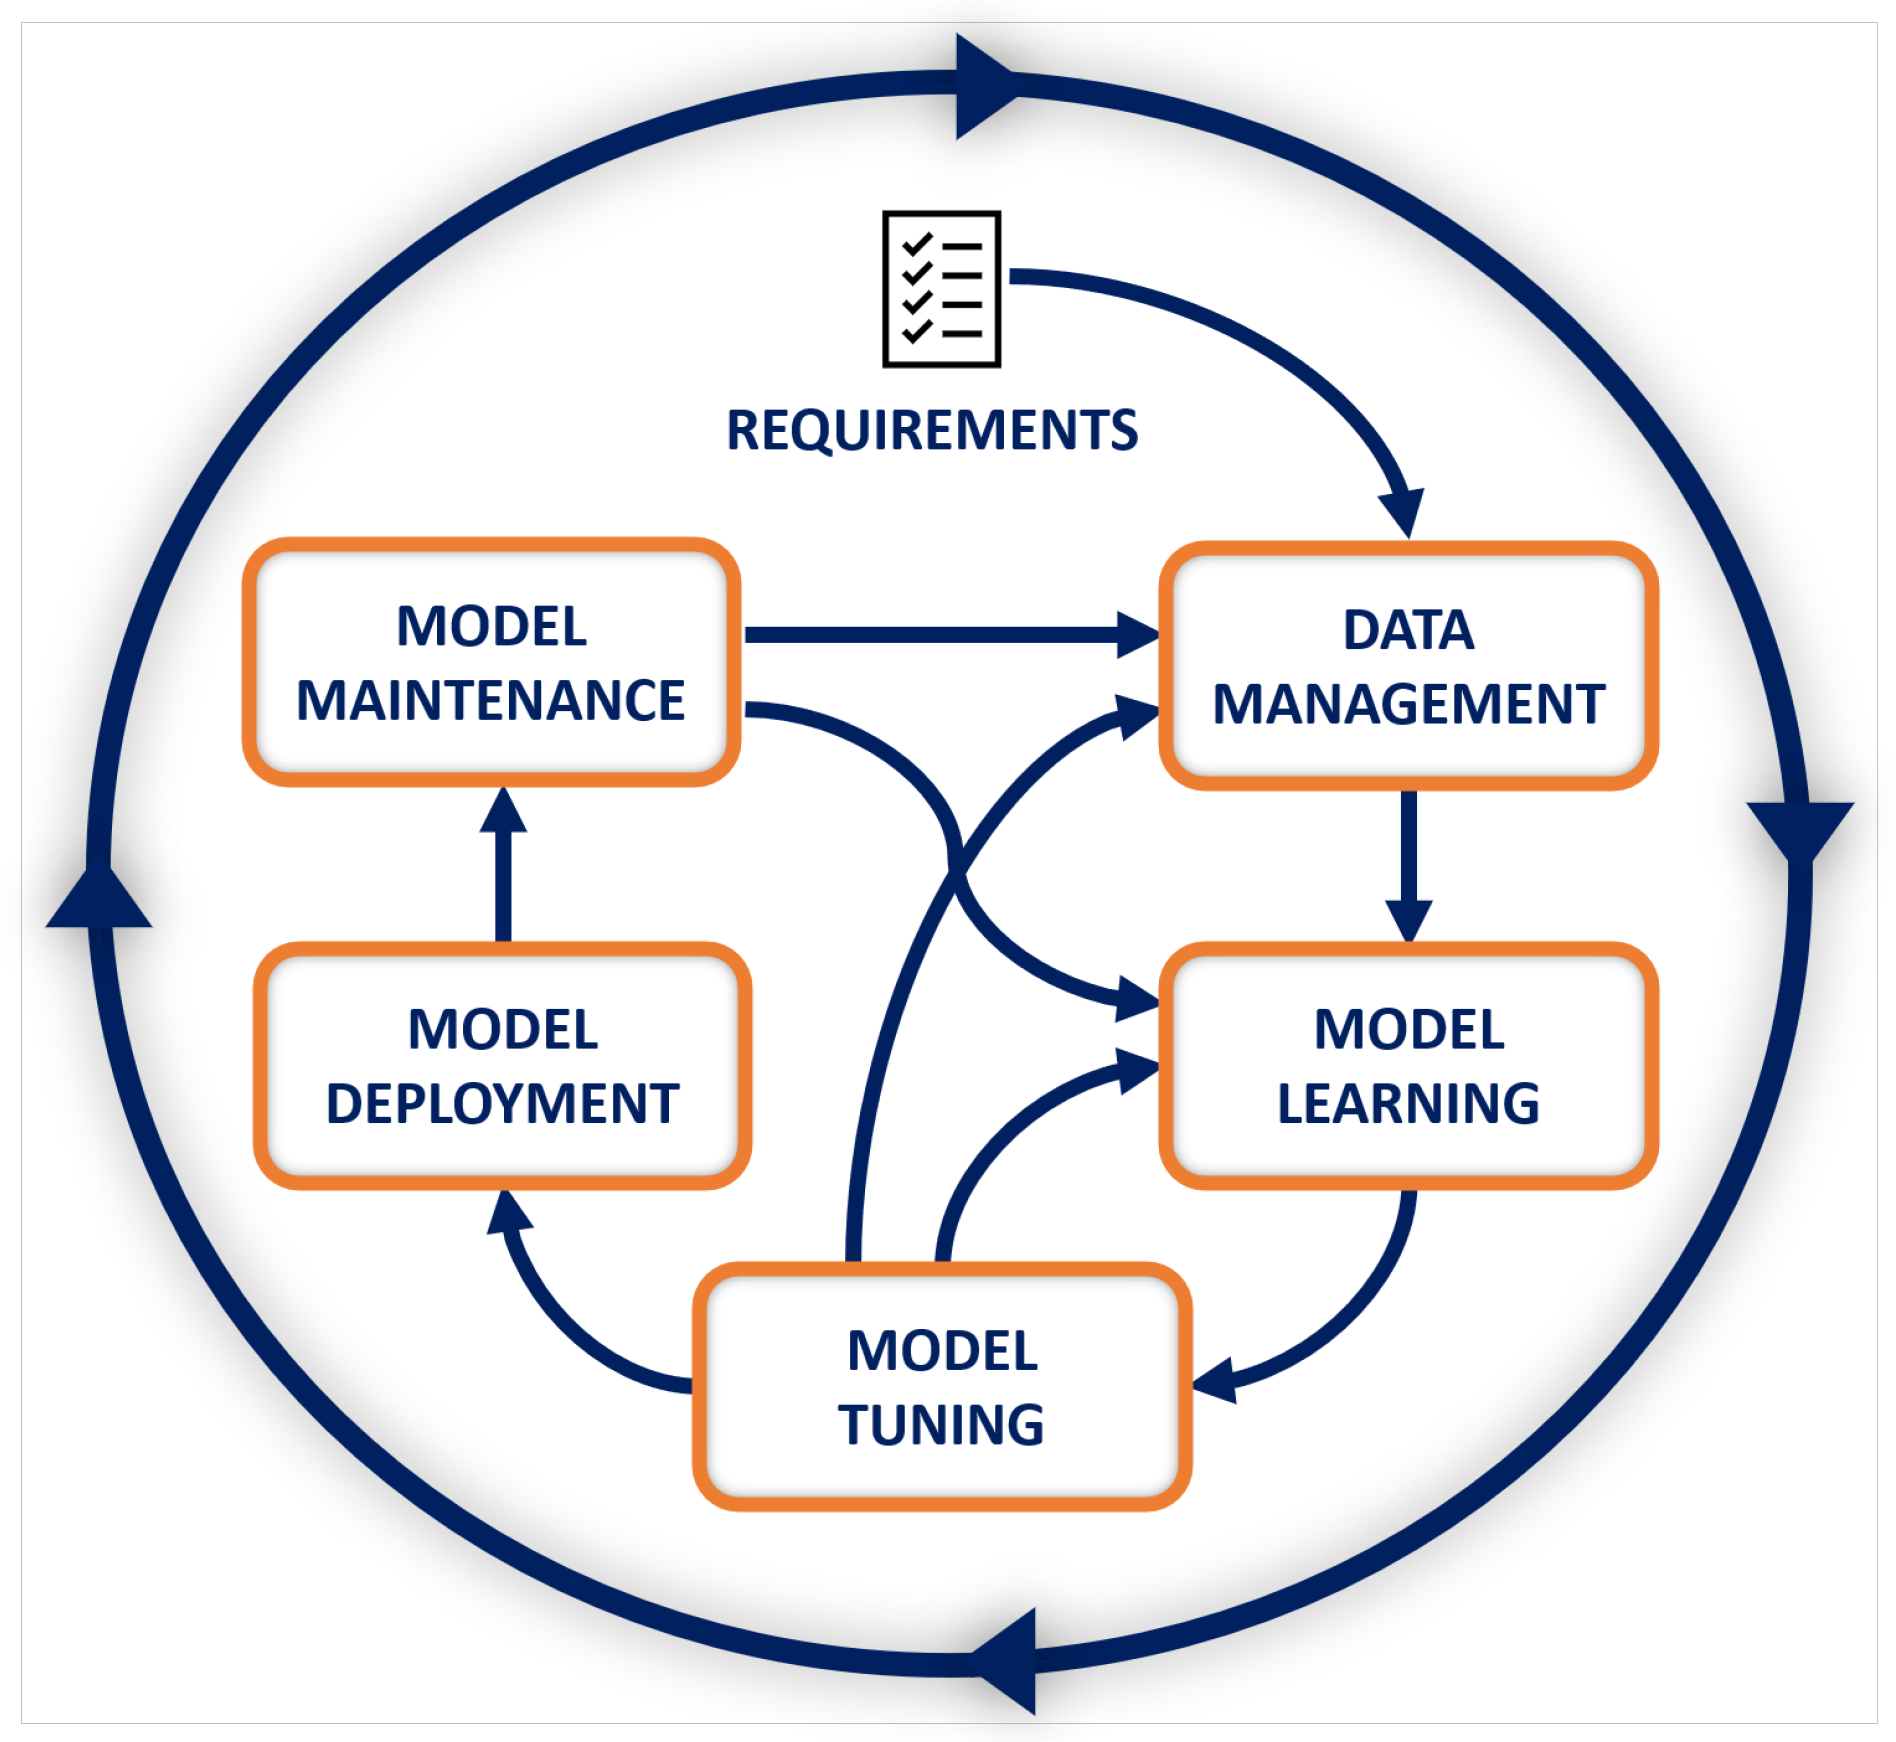 REQUIREMENTS
MODEL
MAINTENANCE
DATA
MANAGEMENT
MODEL
DEPLOYMENT
MODEL
LEARNING
MODEL
TUNING